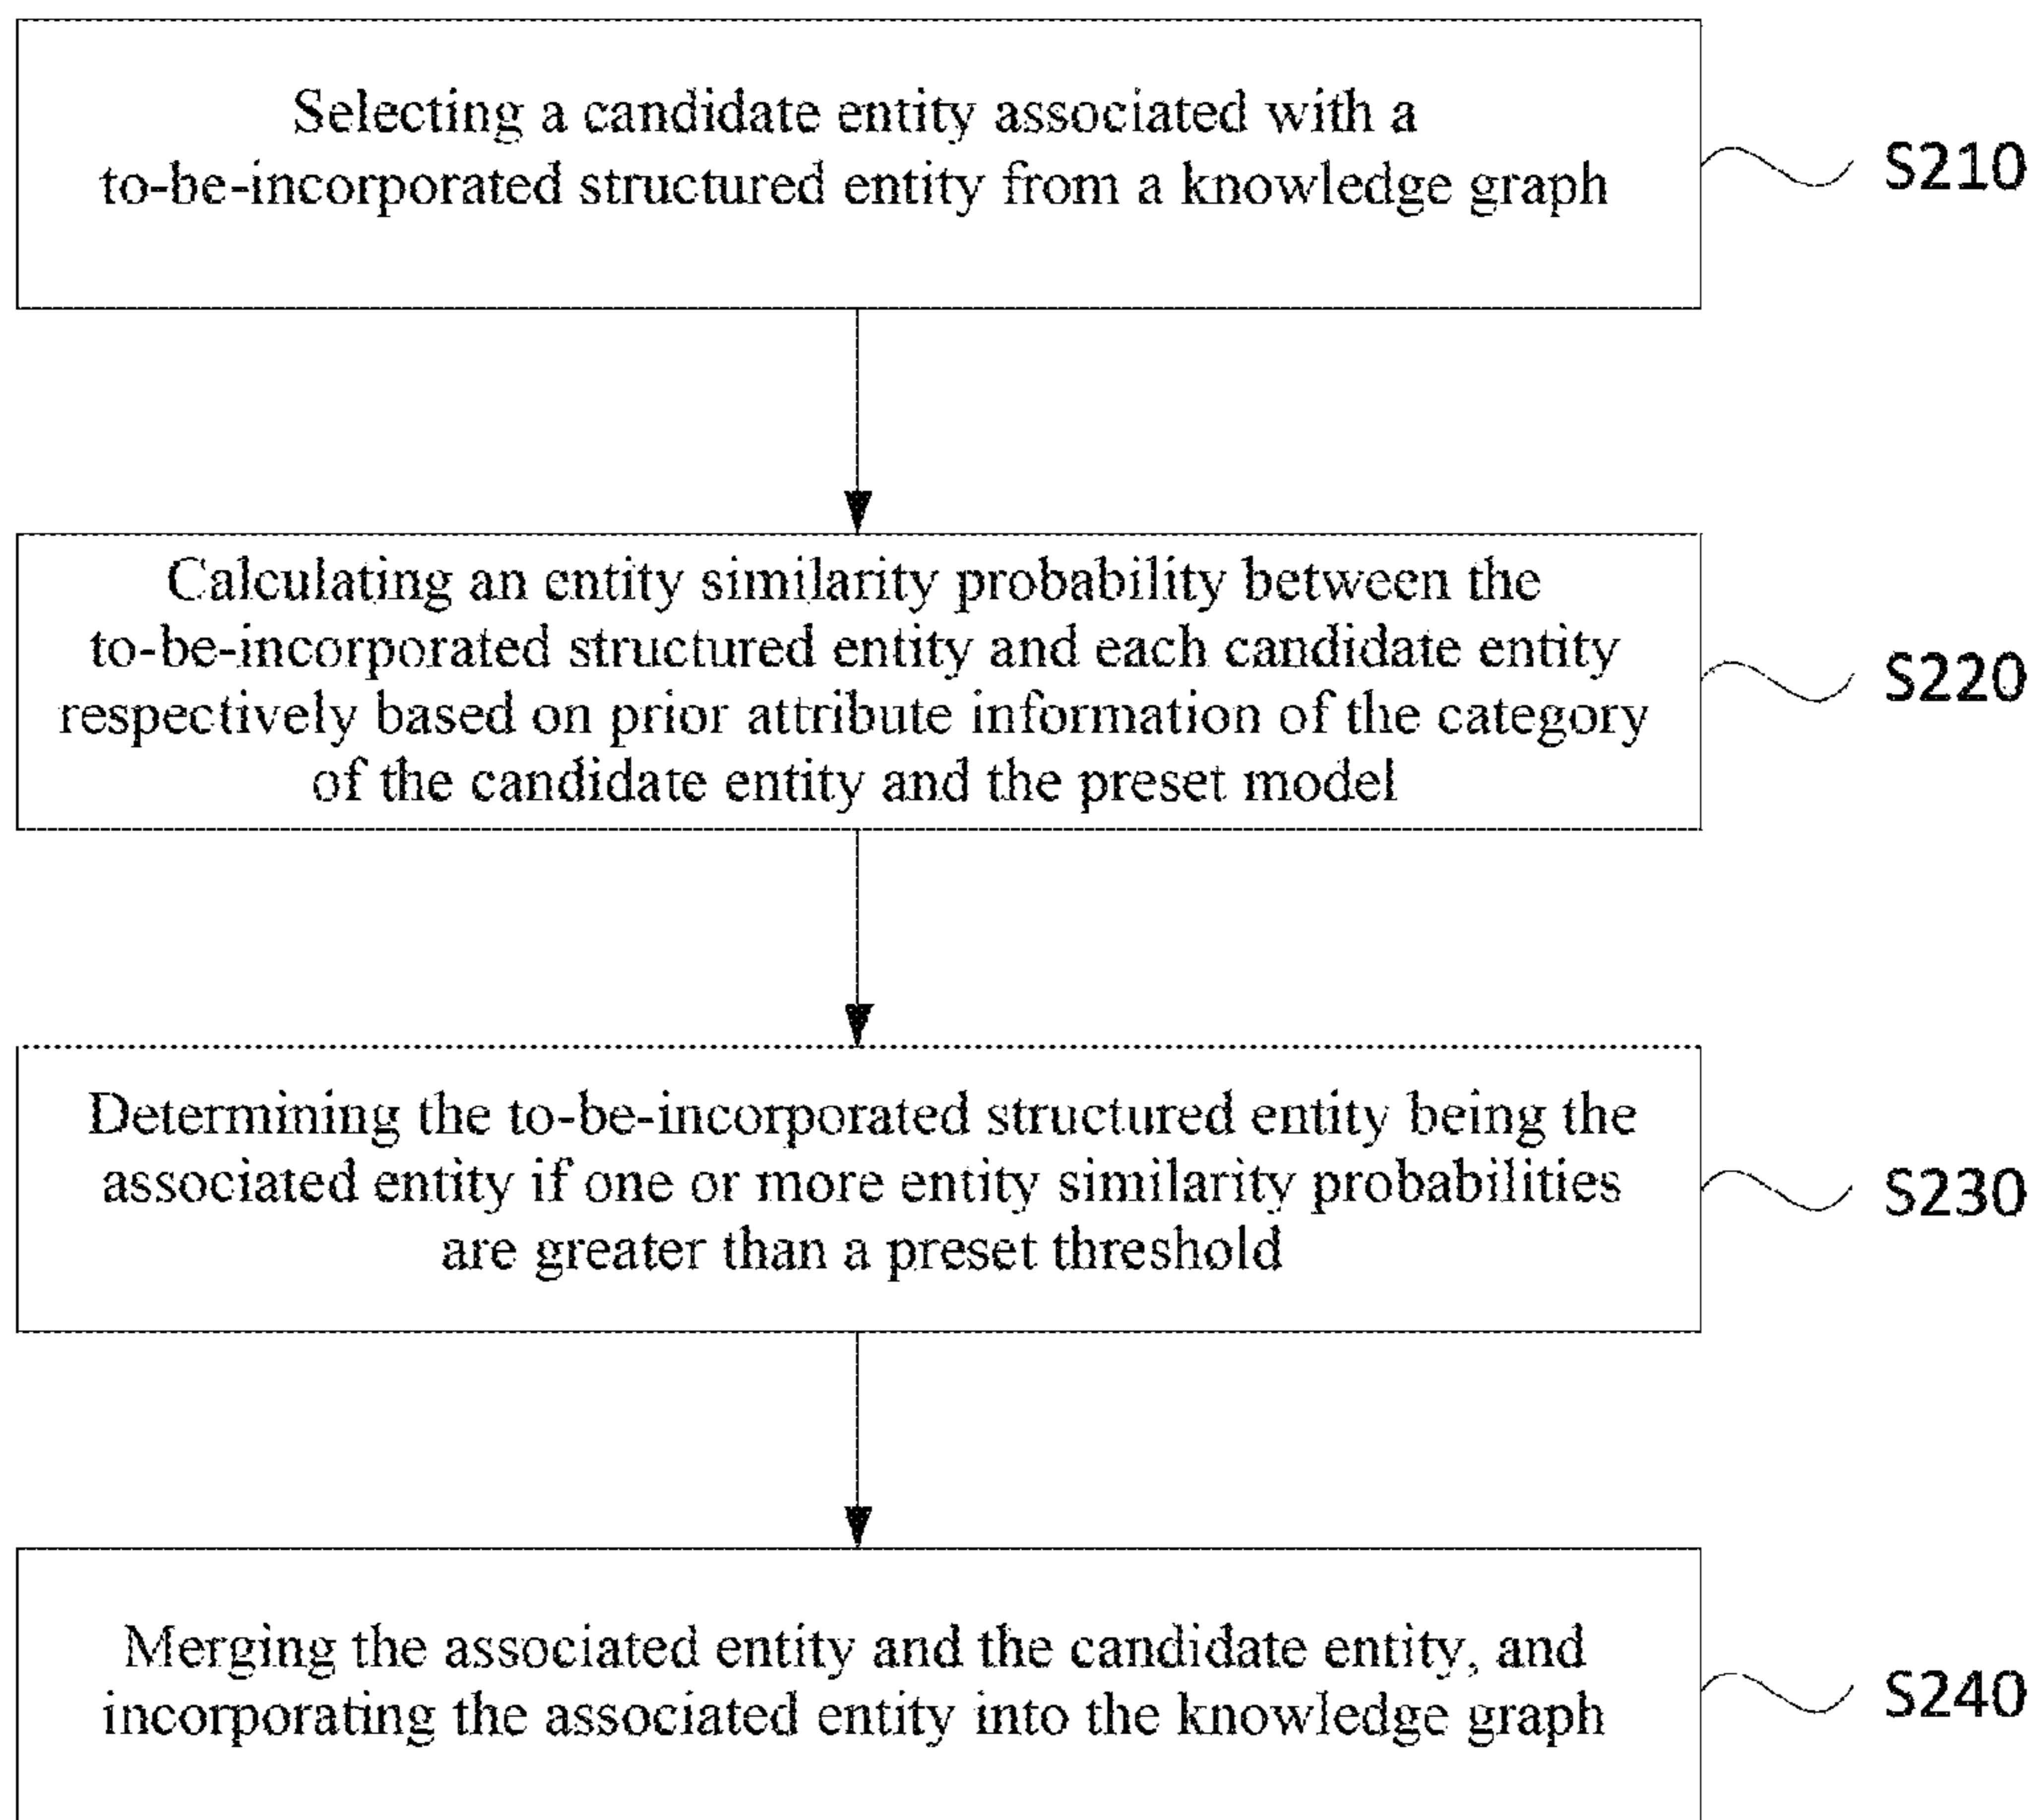 Selecting a candidate entity associated with a
to-be-incorporated structured entity from a knowledge graph
S210
Calculating an entity similarity probability between the
to-be-incorporated structured entity and each candidate entity
respectively based on prior attribute information of the category
of the candidate entity and the preset model
S220
Determining the to-be-incorporated structured entity being the
associated entity if one or more entity similarity probabilities
are greater than a preset threshold
S230
Merging the associated entity and the candidate entity, and
incorporating the associated entity into the knowledge graph
S240